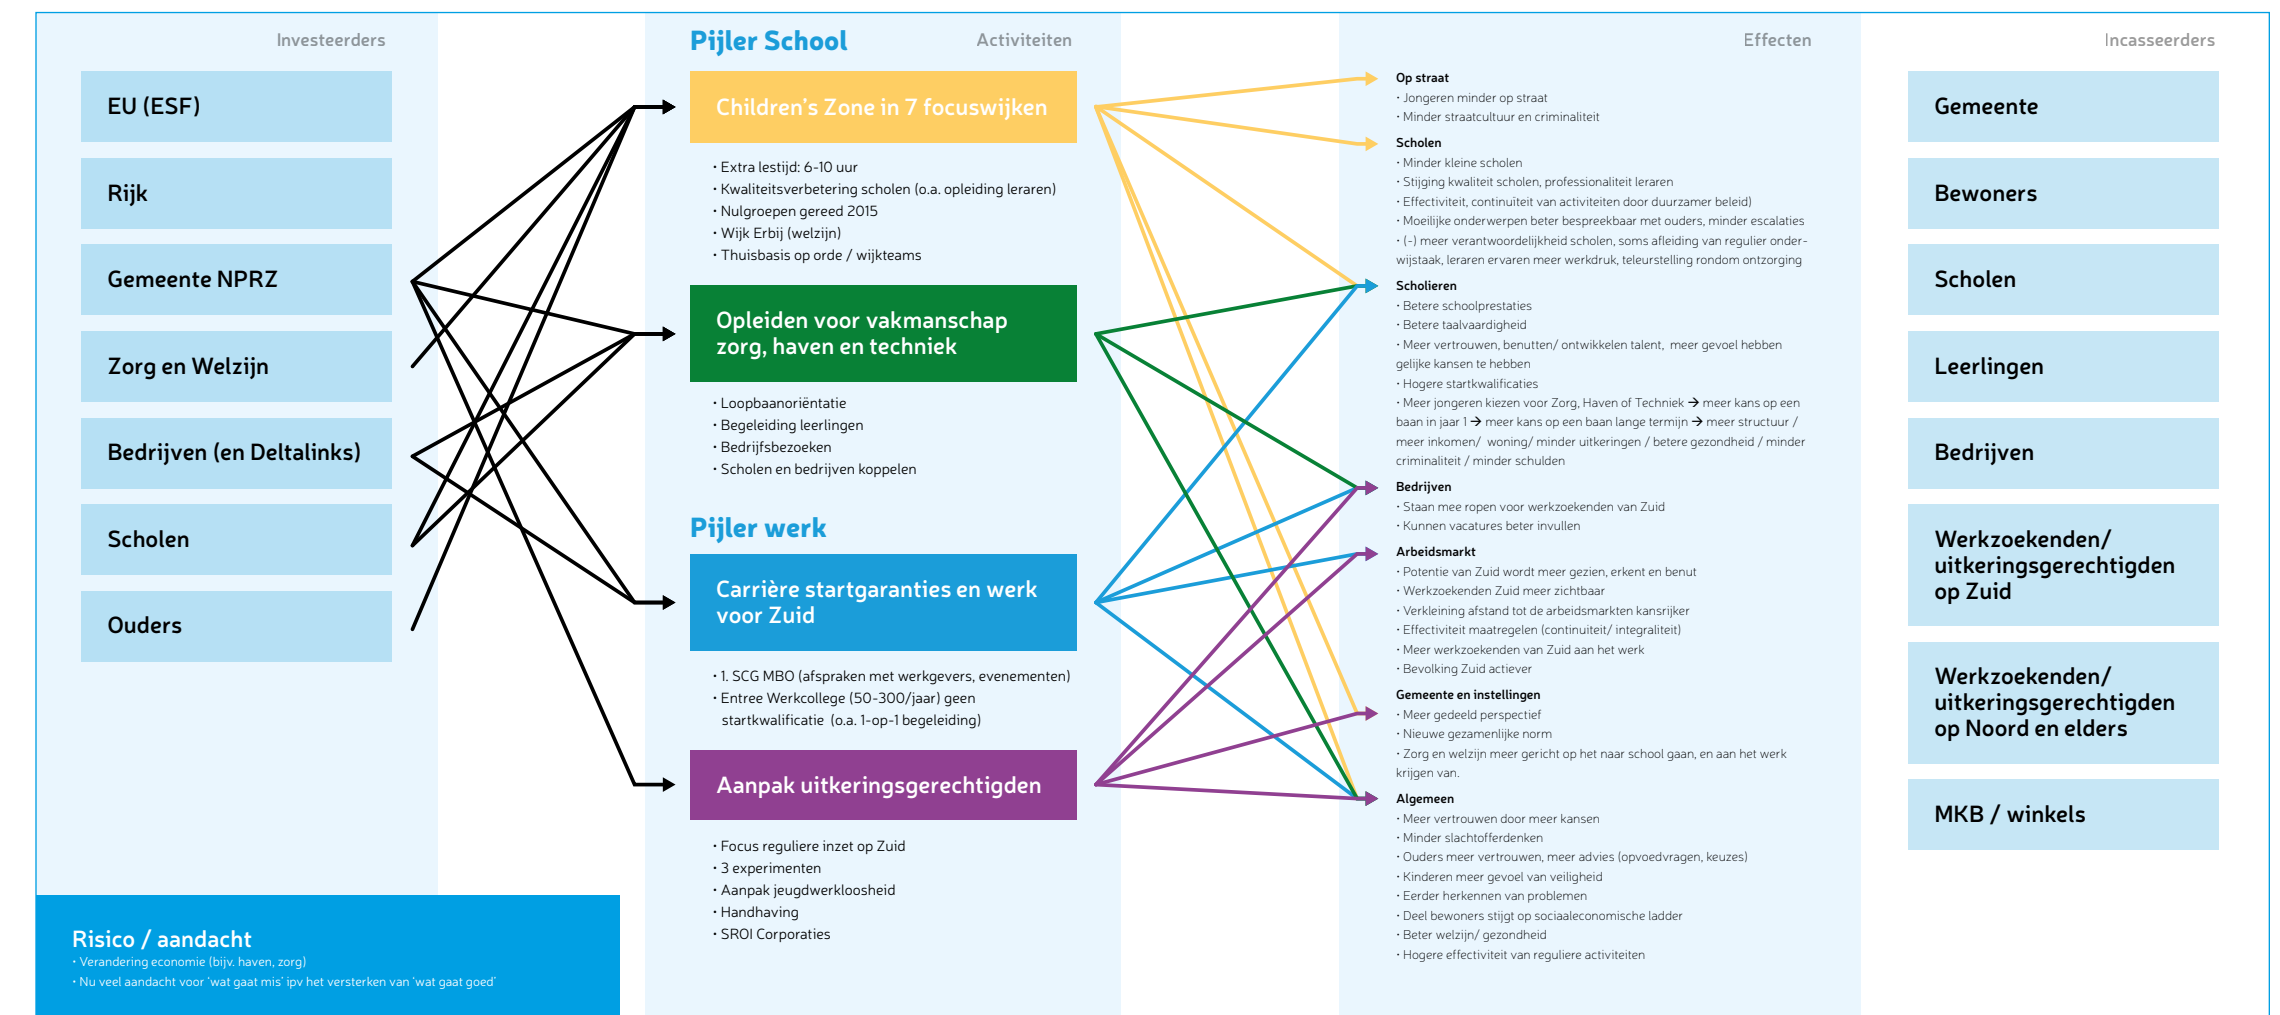 Investeerders
EU (ESF)
Rijk
Gemeente NPRZ
Zorg en Welzijn
Bedrijven (en Deltalinks)
Scholen
Ouders
Risico / aandacht
• Verandering economie (bijv. haven, zorg)
• Nu veel aandacht voor ‘wat gaat mis’ ipv het versterken van ‘wat gaat goed’
Pijler School
Activiteiten
Children’s Zone in 7 focuswijken
• Extra lestijd: 6-10 uur
• Kwaliteitsverbetering scholen (o.a. opleiding leraren)
• Nulgroepen gereed 2015
• Wijk Erbij (welzijn)
• Thuisbasis op orde / wijkteams
Opleiden voor vakmanschap
zorg, haven en techniek
• Loopbaanoriëntatie
• Begeleiding leerlingen
• Bedrijfsbezoeken
• Scholen en bedrijven koppelen
Pijler werk
Carrière startgaranties en werk
voor Zuid
• 1. SCG MBO (afspraken met werkgevers, evenementen)
• Entree Werkcollege (50-300/jaar) geen
startkwalificatie (o.a. 1-op-1 begeleiding)
Aanpak uitkeringsgerechtigden
• Focus reguliere inzet op Zuid
• 3 experimenten
• Aanpak jeugdwerkloosheid
• Handhaving
• SROI Corporaties
Effecten
Op straat
• Jongeren minder op straat
• Minder straatcultuur en criminaliteit
Scholen
• Minder kleine scholen
• Stijging kwaliteit scholen, professionaliteit leraren
• Effectiviteit, continuïteit van activiteiten door duurzamer beleid)
• Moeilijke onderwerpen beter bespreekbaar met ouders, minder escalaties
• (-) meer verantwoordelijkheid scholen, soms afleiding van regulier onder-
wijstaak, leraren ervaren meer werkdruk, teleurstelling rondom ontzorging
Scholieren
• Betere schoolprestaties
• Betere taalvaardigheid
• Meer vertrouwen, benutten/ ontwikkelen talent, meer gevoel hebben
gelijke kansen te hebben
• Hogere startkwalificaties
• Meer jongeren kiezen voor Zorg, Haven of Techniek → meer kans op een
baan in jaar 1 → meer kans op een baan lange termijn → meer structuur /
meer inkomen/ woning/ minder uitkeringen / betere gezondheid / minder
criminaliteit / minder schulden
Bedrijven
• Staan mee ropen voor werkzoekenden van Zuid
• Kunnen vacatures beter invullen
Arbeidsmarkt
• Potentie van Zuid wordt meer gezien, erkent en benut
• Werkzoekenden Zuid meer zichtbaar
• Verkleining afstand tot de arbeidsmarkten kansrijker
• Effectiviteit maatregelen (continuiteit/ integraliteit)
• Meer werkzoekenden van Zuid aan het werk
• Bevolking Zuid actiever
Gemeente en instellingen
• Meer gedeeld perspectief
• Nieuwe gezamenlijke norm
• Zorg en welzijn meer gericht op het naar school gaan, en aan het werk
krijgen van.
Algemeen
• Meer vertrouwen door meer kansen
• Minder slachtofferdenken
• Ouders meer vertrouwen, meer advies (opvoedvragen, keuzes)
• Kinderen meer gevoel van veiligheid
• Eerder herkennen van problemen
• Deel bewoners stijgt op sociaaleconomische ladder
• Beter welzijn/ gezondheid
• Hogere effectiviteit van reguliere activiteiten
Incasseerders
Gemeente
Bewoners
Scholen
Leerlingen
Bedrijven
Werkzoekenden/
uitkeringsgerechtigden
op Zuid
Werkzoekenden/
uitkeringsgerechtigden
op Noord en elders
MKB / winkels